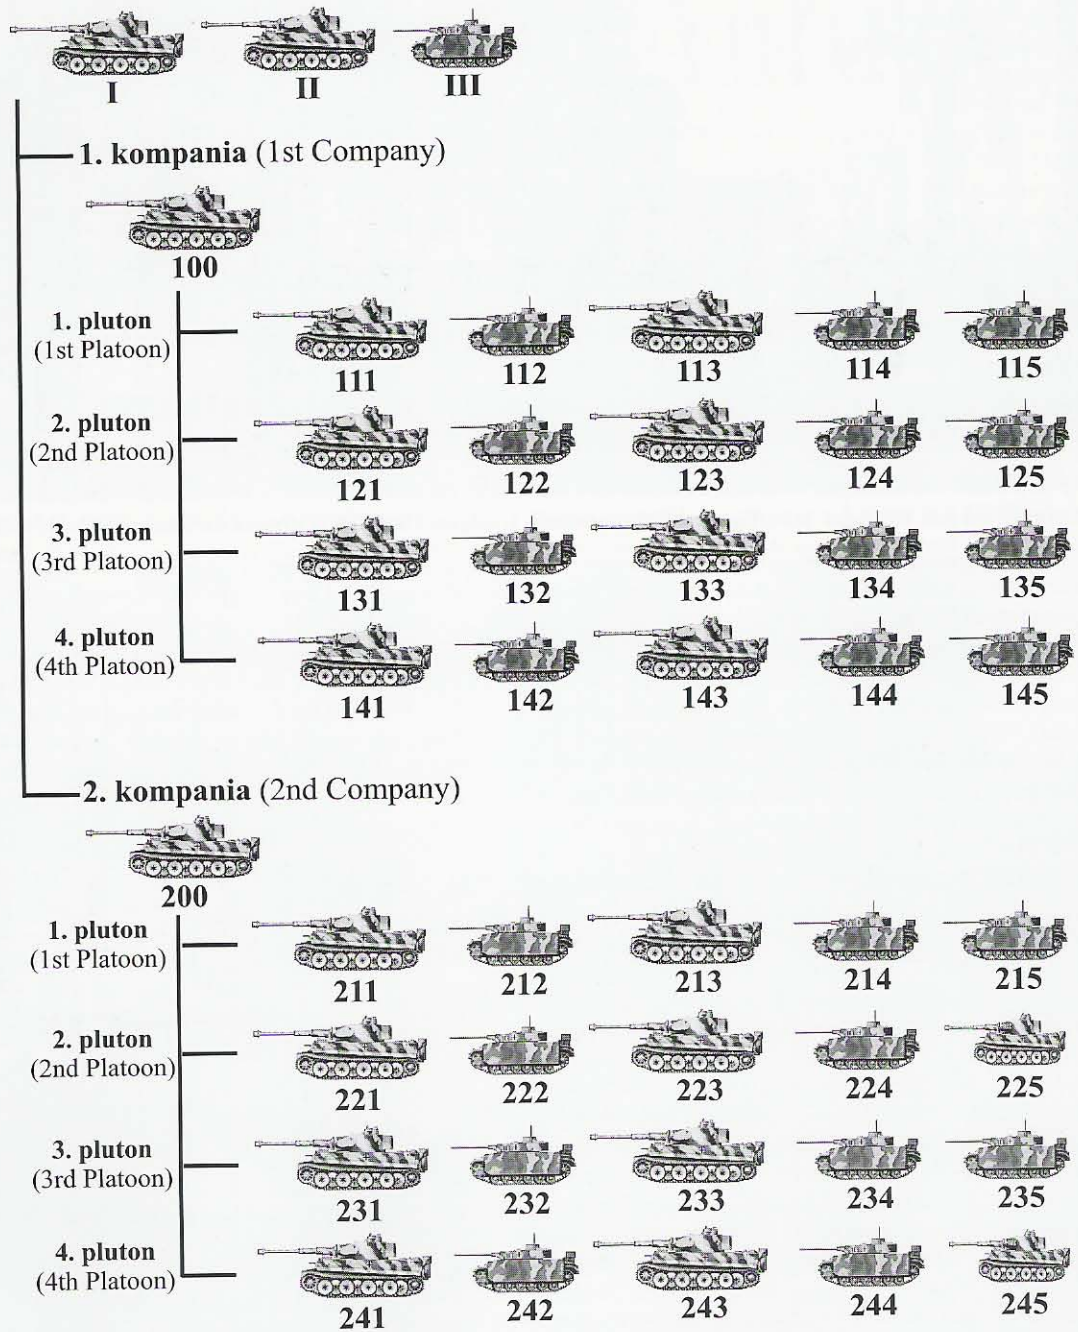 I II III
1. kompania (1st Company)
100
1. pluton
(1st Platoon)
111 112 113 114 115
2. pluton
(2nd Platoon)
121 122 123 124 125
3. pluton
(3rd Platoon)
131 132 133 134 135
4. pluton
(4th Platoon)
141 142 143 144 145
2. kompania (2nd Company)
200
1. pluton
(1st Platoon)
211 212 213 214 215
2. pluton
(2nd Platoon)
221 222 223 224 225
3. pluton
(3rd Platoon)
231 232 233 234 235
4. pluton
(4th Platoon)
241 242 243 244 245